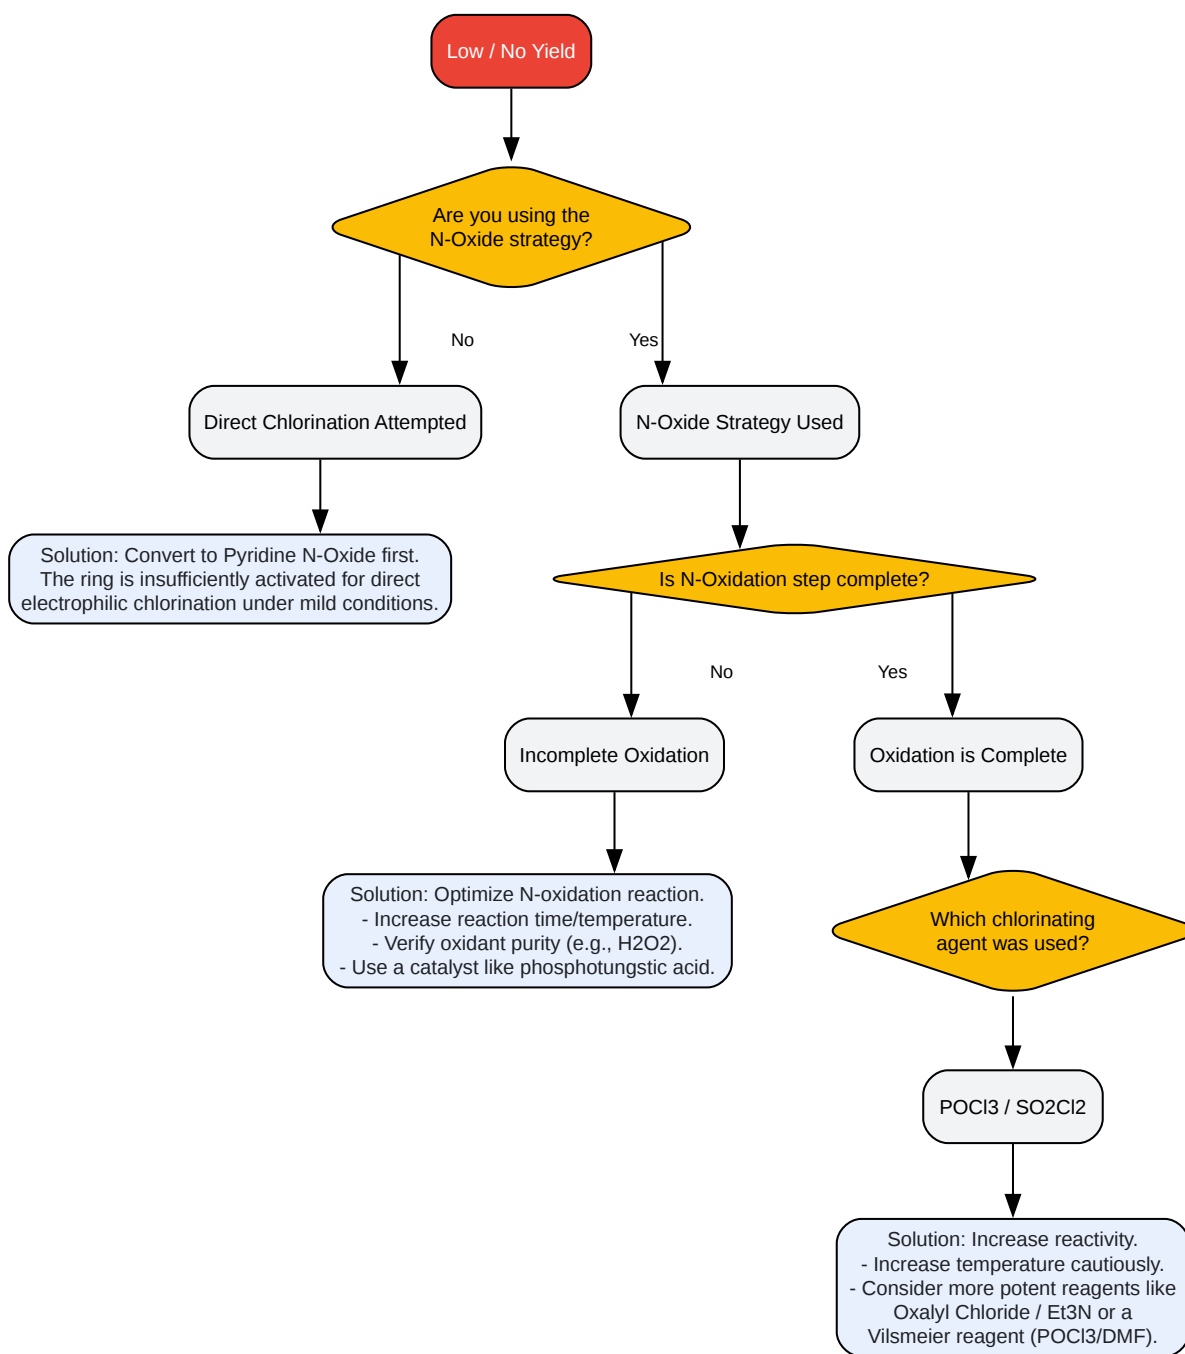 Low / No Yield
Are you using the
N-Oxide strategy?
No
Yes
Direct Chlorination Attempted
N-Oxide Strategy Used
Solution: Convert to Pyridine N-Oxide first.
The ring is insufficiently activated for direct
electrophilic chlorination under mild conditions.
Is N-Oxidation step complete?
No
Yes
Incomplete Oxidation
Oxidation is Complete
Solution: Optimize N-oxidation reaction.
- Increase reaction time/temperature.
- Verify oxidant purity (e.g., H2O2).
- Use a catalyst like phosphotungstic acid.
Which chlorinating
agent was used?
POCl3 / SO2Cl2
Solution: Increase reactivity.
- Increase temperature cautiously.
- Consider more potent reagents like
Oxalyl Chloride / Et3N or a
Vilsmeier reagent (POCl3/DMF).